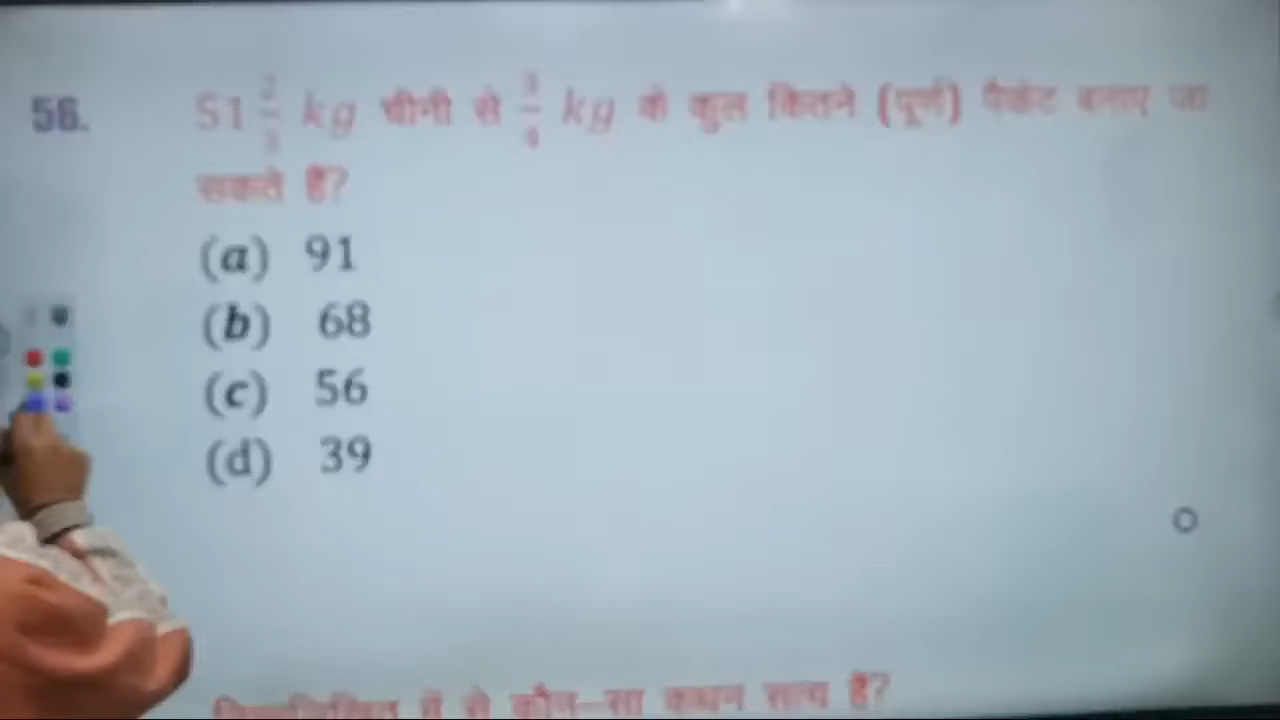 56. 51 2/3 kg चीनी से 3/4 kg के कुल कितने (पूर्ण) पैकेट बनाए जा
सकते हैं?
(a) 91
(b) 68
(c) 56
(d) 39
निम्नलिखित में से कौन-सा कथन सत्य है?